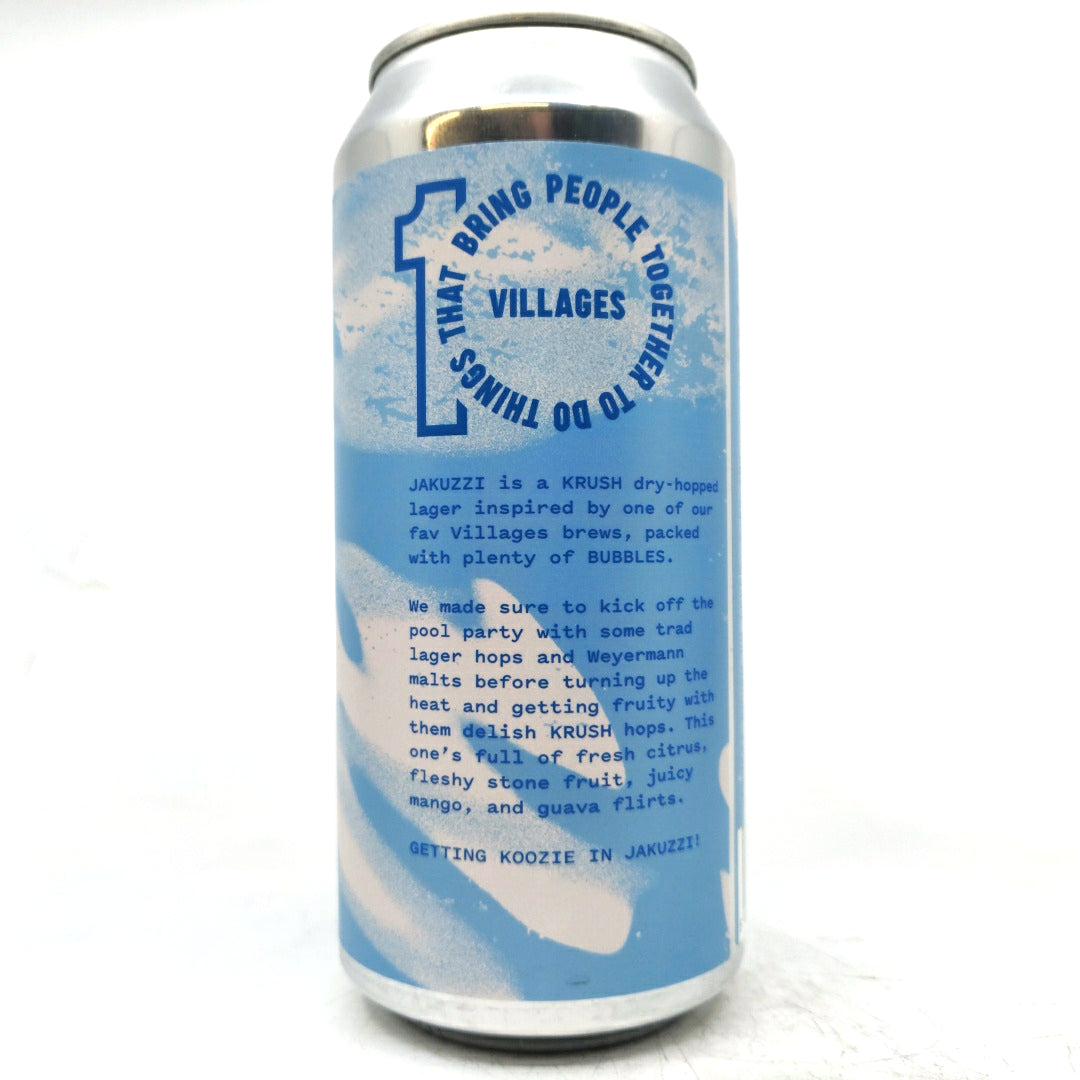 1
THINGS THAT BRING PEOPLE TOGETHER TO DO
VILLAGES
JAKUZZI is a KRUSH dry-hopped
lager inspired by one of our
fav Villages brews, packed
with plenty of BUBBLES.
We made sure to kick off the
pool party with some trad
lager hops and Weyermann
malts before turning up the
heat and getting fruity with
them delish KRUSH hops. This
one's full of fresh citrus,
fleshy stone fruit, juicy
mango, and guava flirts.
GETTING KOOZIE IN JAKUZZI!